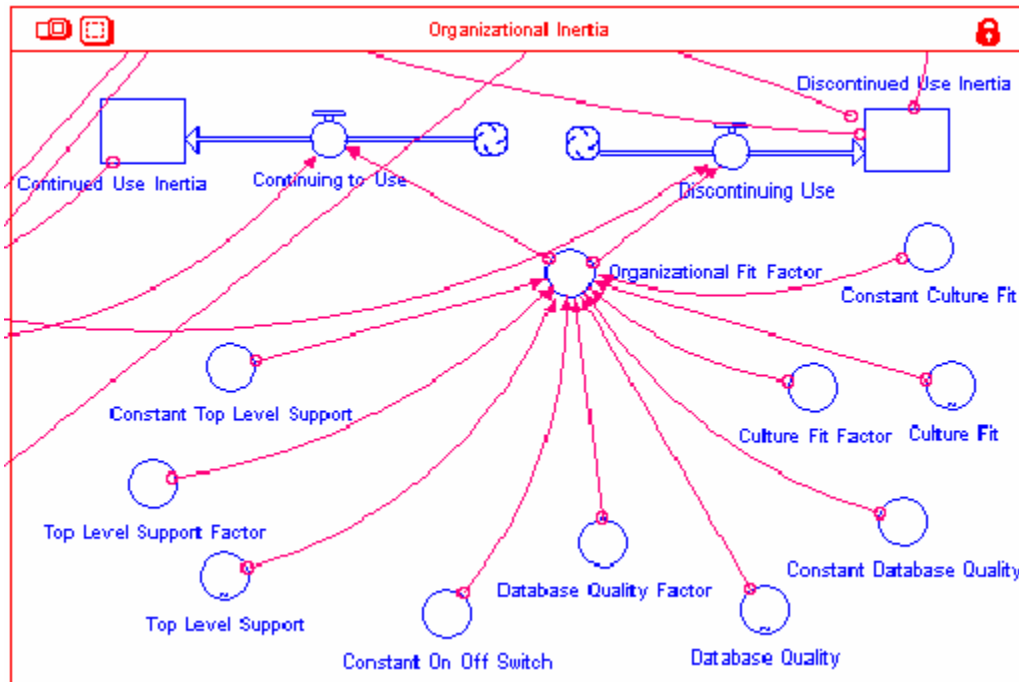 Organizational Inertia
Discontinued Use Inertia
Continued Use Inertia
Continuing to Use
Discontinuing Use
Organizational Fit Factor
Constant Culture Fit
Constant Top Level Support
Culture Fit Factor
Culture Fit
Top Level Support Factor
Constant Database Quality
Database Quality Factor
Top Level Support
Constant On Off Switch
Database Quality